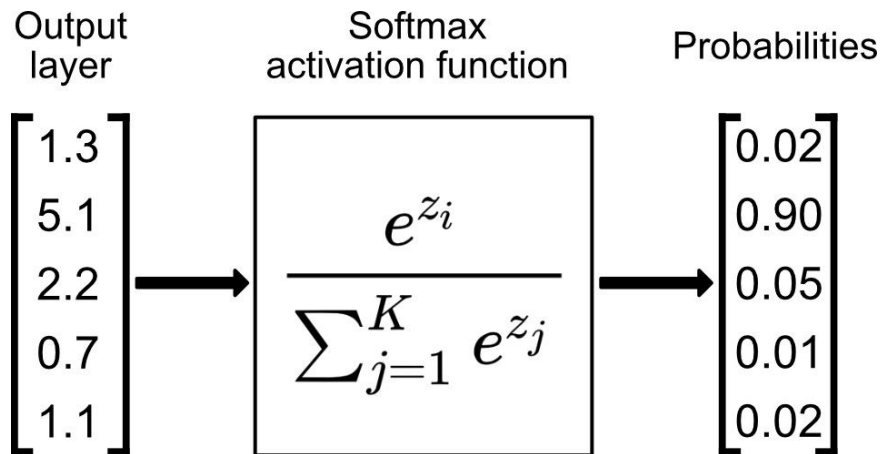 Output
layer
Softmax
activation function
Probabilities
1.3
5.1
2.2
0.7
1.1
e^{z_i}
∑_{j=1}^{K} e^{z_j}
0.02
0.90
0.05
0.01
0.02